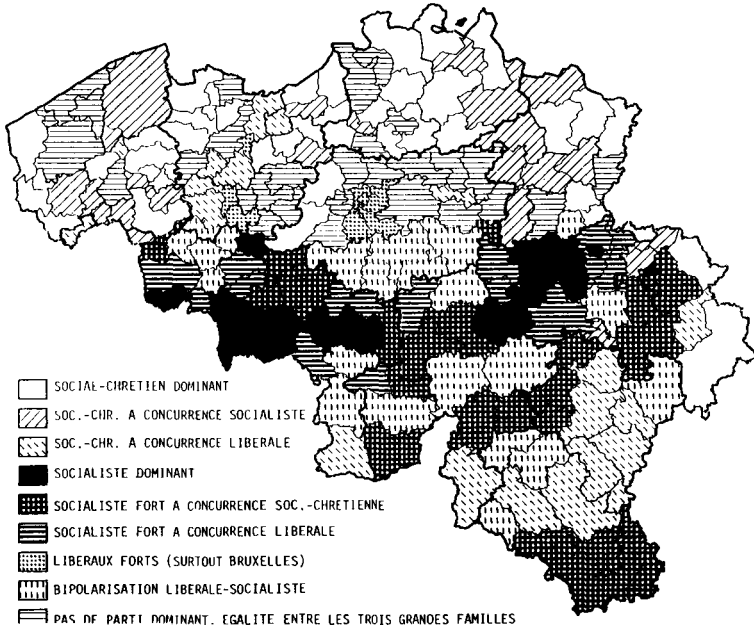 SOCIAL-CHRETIEN DOMINANT
SOC.-CHR. A CONCURRENCE SOCIALISTE
SOC.-CHR. A CONCURRENCE LIBERALE
SOCIALISTE DOMINANT
SOCIALISTE FORT A CONCURRENCE SOC.-CHRETIENNE
SOCIALISTE FORT A CONCURRENCE LIBERALE
LIBERAUX FORTS (SURTOUT BRUXELLES)
BIPOLARISATION LIBERALE-SOCIALISTE
PAS DE PARTI DOMINANT. EGALITE ENTRE LES TROIS GRANDES FAMILLES